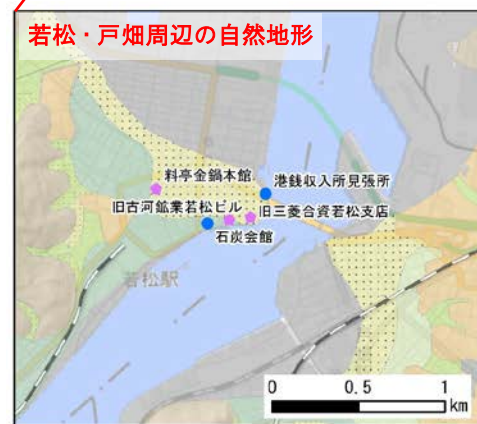 若松・戸畑周辺の自然地形
料亭金鍋本館
港銭収入所見張所
旧古河鉱業若松ビル
旧三菱合資若松支店
石炭会館
若松駅
0 0.5 1
km